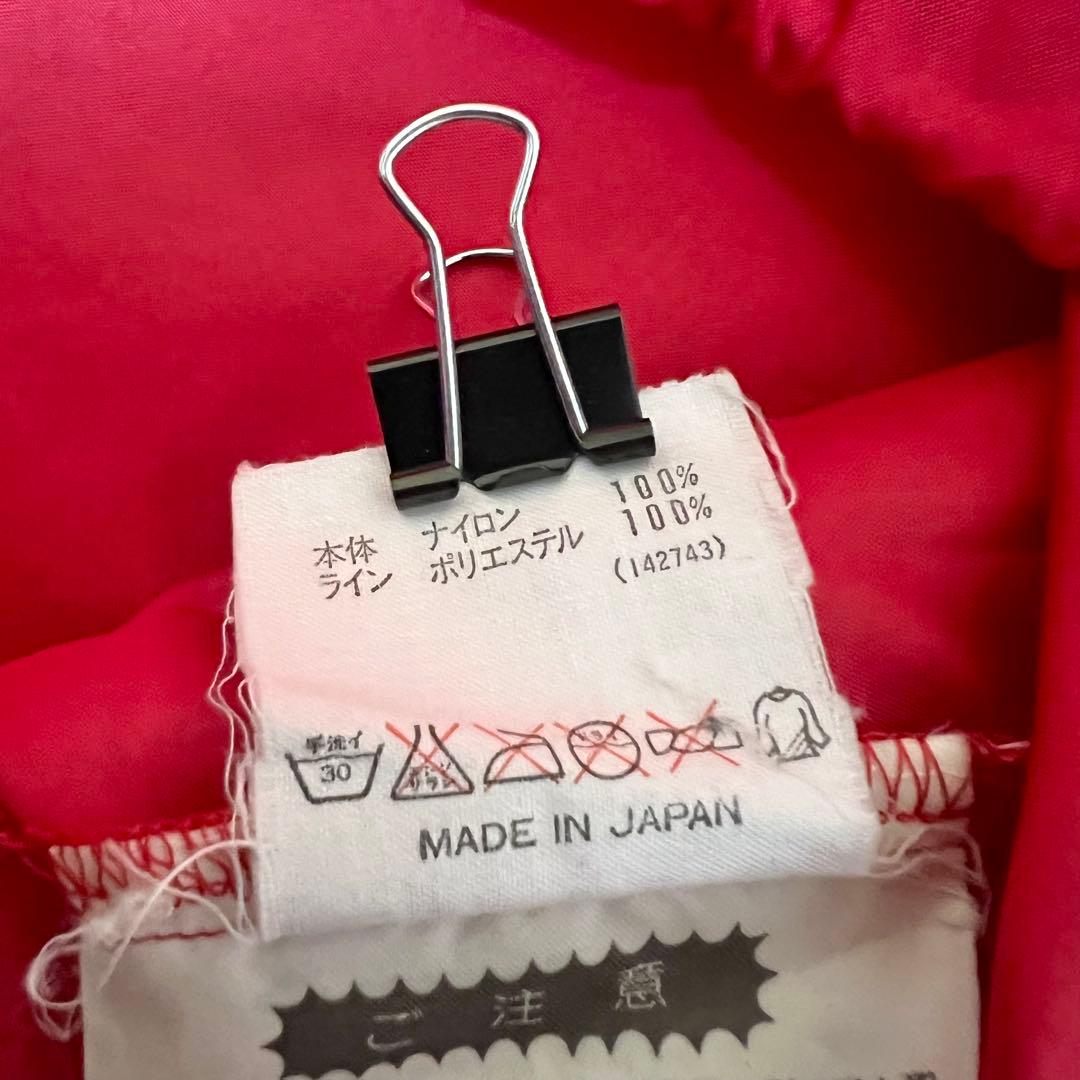 本体 ナイロン 100%
ライン ポリエステル 100%
(142743)
手洗イ
30
MADE IN JAPAN
ご注意